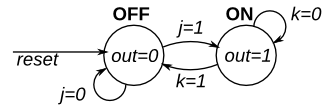 OFF
ON
j=1
k=0
reset
out=0
out=1
k=1
j=0